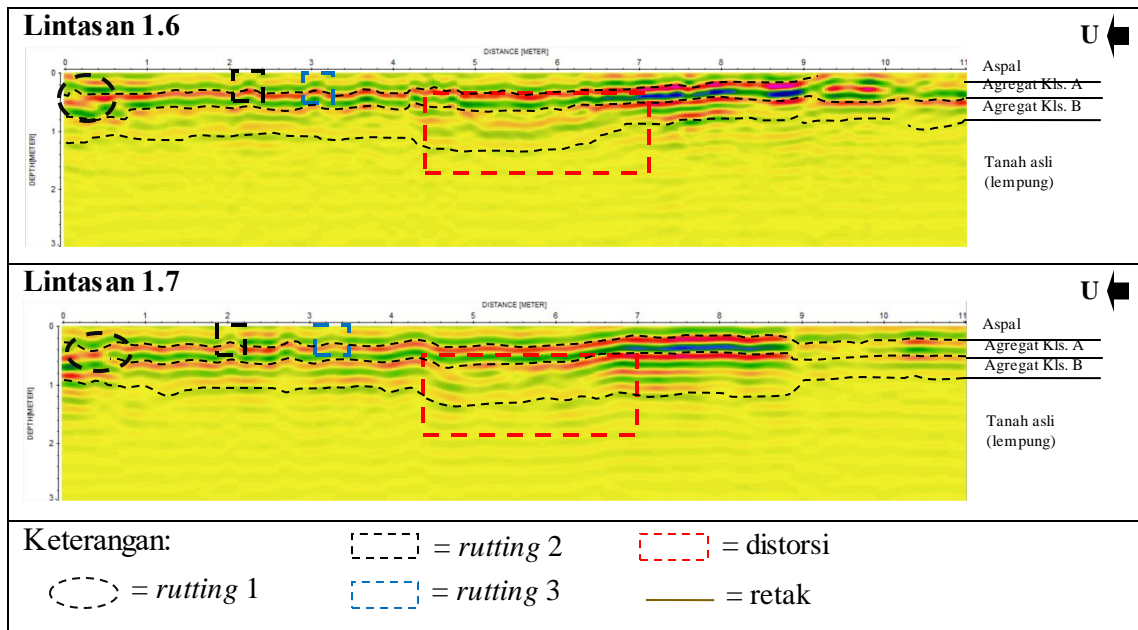 Lintasan 1.6
U
DISTANCE [METER]
0 1 2 3 4 5 6 7 8 9 10 11
DEPTH[METER]
0
1
2
3
Aspal
Agregat Kls. A
Agregat Kls. B
Tanah asli
(lempung)
Lintasan 1.7
U
DISTANCE [METER]
0 1 2 3 4 5 6 7 8 9 10 11
DEPTH[METER]
0
1
2
3
Aspal
Agregat Kls. A
Agregat Kls. B
Tanah asli
(lempung)
Keterangan:
= rutting 1
= rutting 2
= rutting 3
= distorsi
= retak